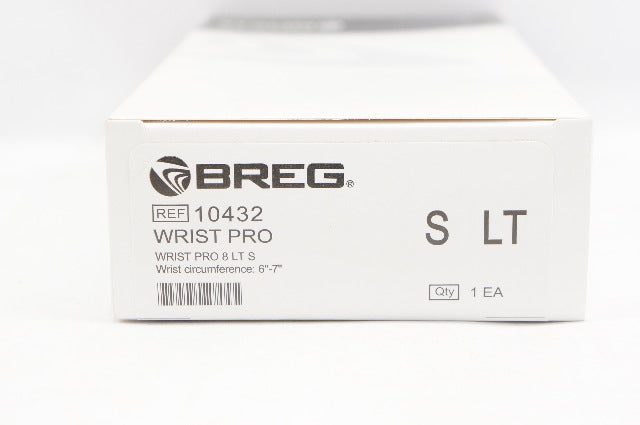 BREG®
REF 10432
WRIST PRO
WRIST PRO 8 LT S
Wrist circumference: 6"-7"
S LT
Qty 1 EA